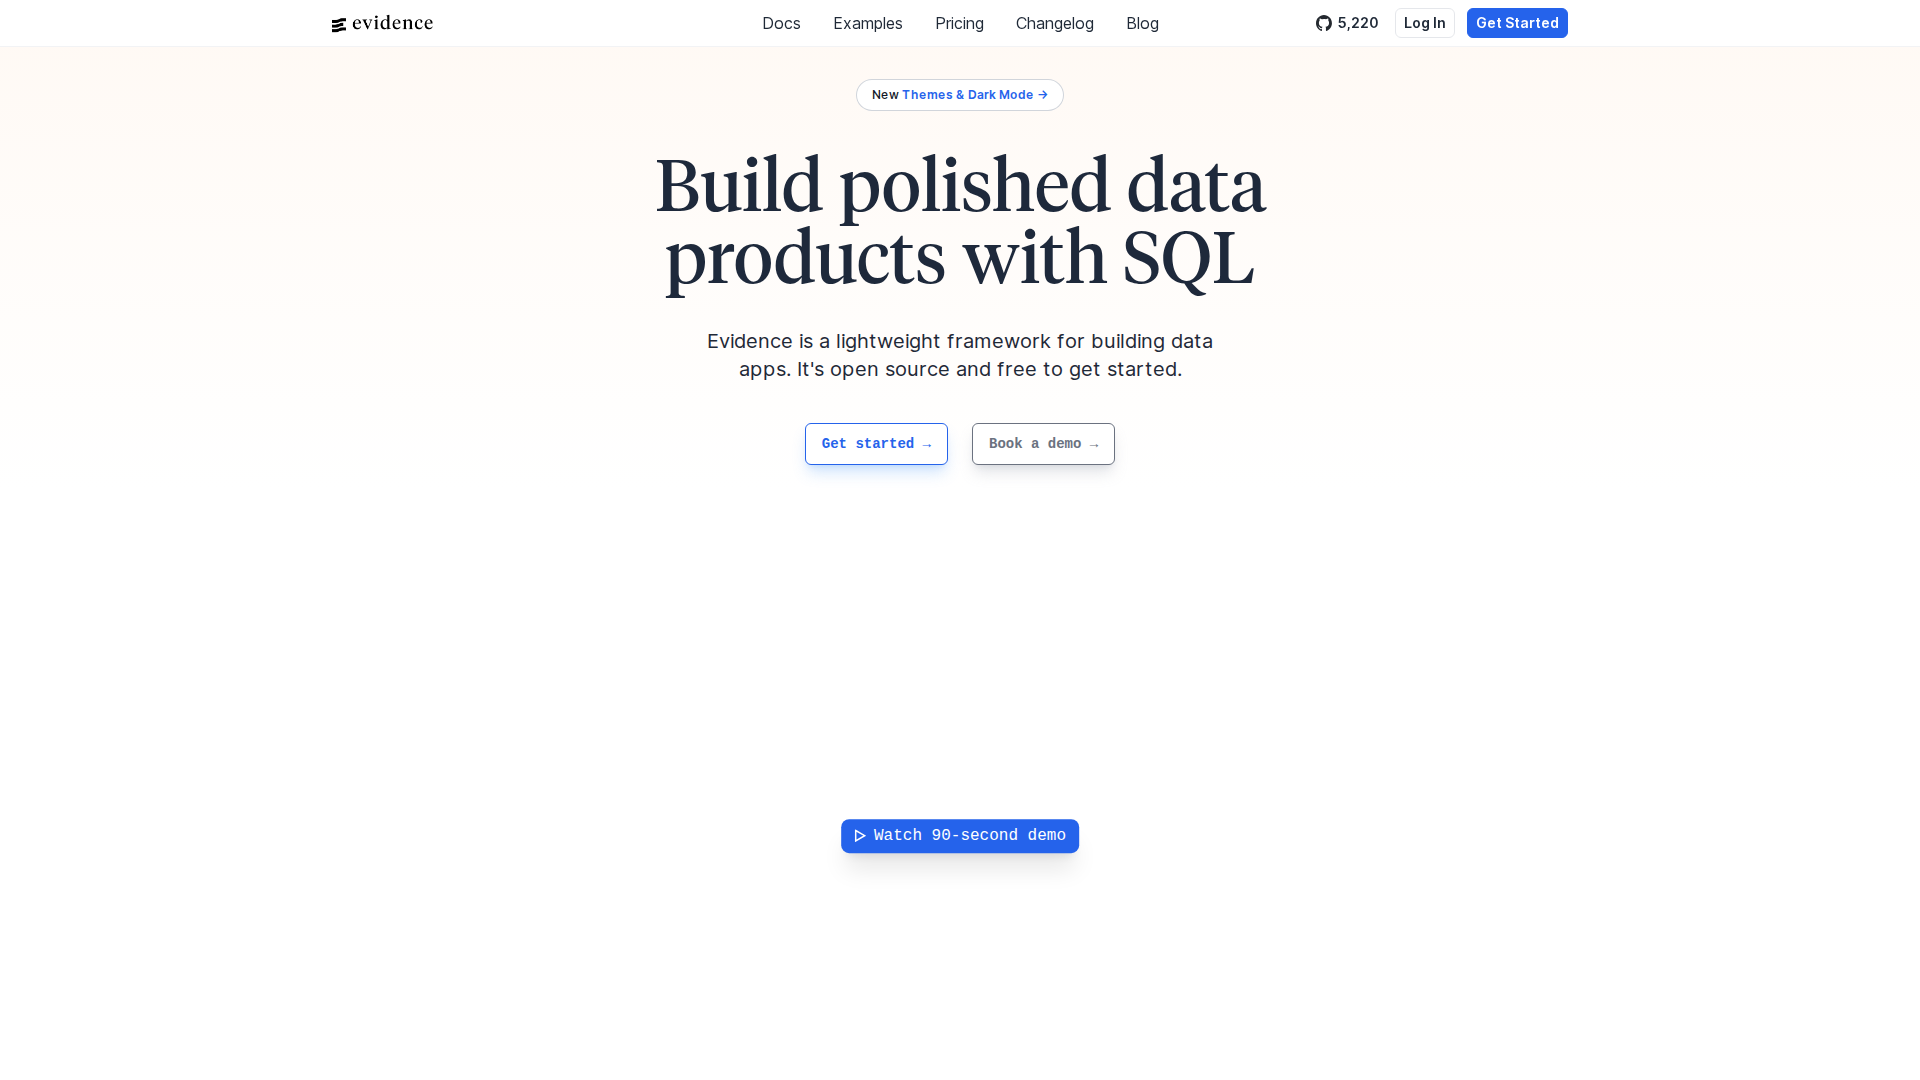 evidence
Docs
Examples
Pricing
Changelog
Blog
5,220
Log In
Get Started
New Themes & Dark Mode →
Build polished data
products with SQL
Evidence is a lightweight framework for building data
apps. It's open source and free to get started.
Get started →
Book a demo →
Watch 90-second demo